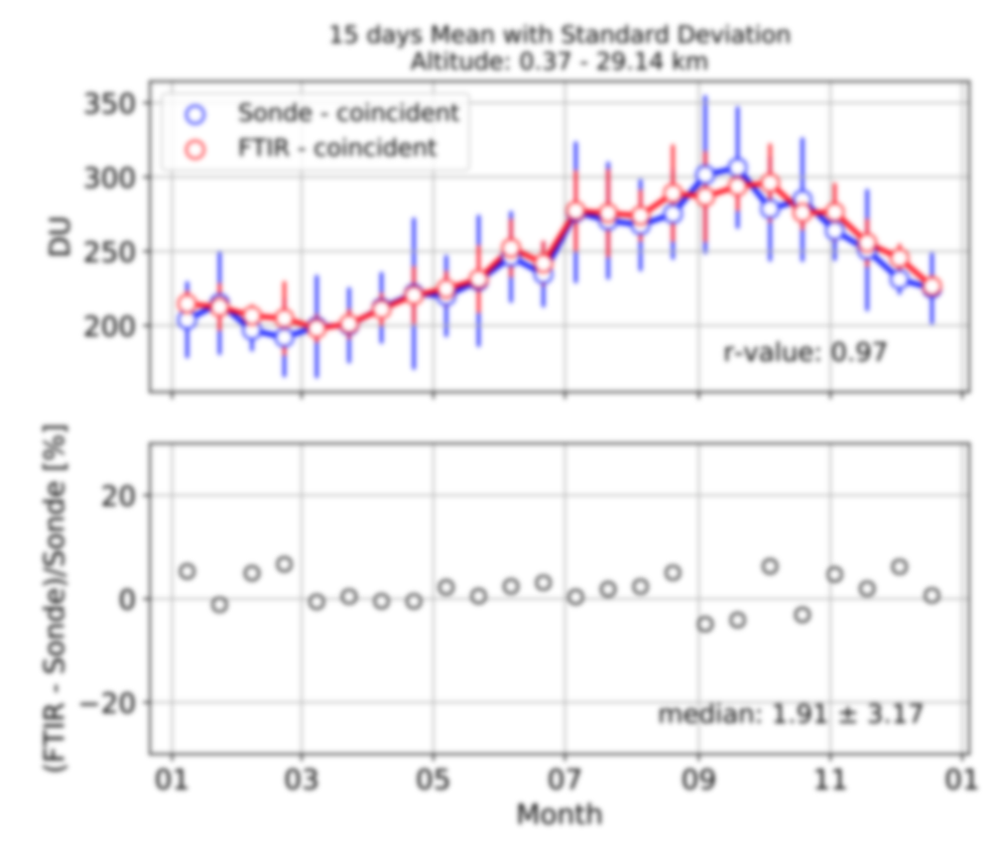 15 days Mean with Standard Deviation
Altitude: 0.37 - 29.14 km
350
300
250
200
DU
Sonde - coincident
FTIR - coincident
r-value: 0.97
20
0
−20
(FTIR - Sonde)/Sonde [%]
median: 1.91 ± 3.17
01 03 05 07 09 11 01
Month